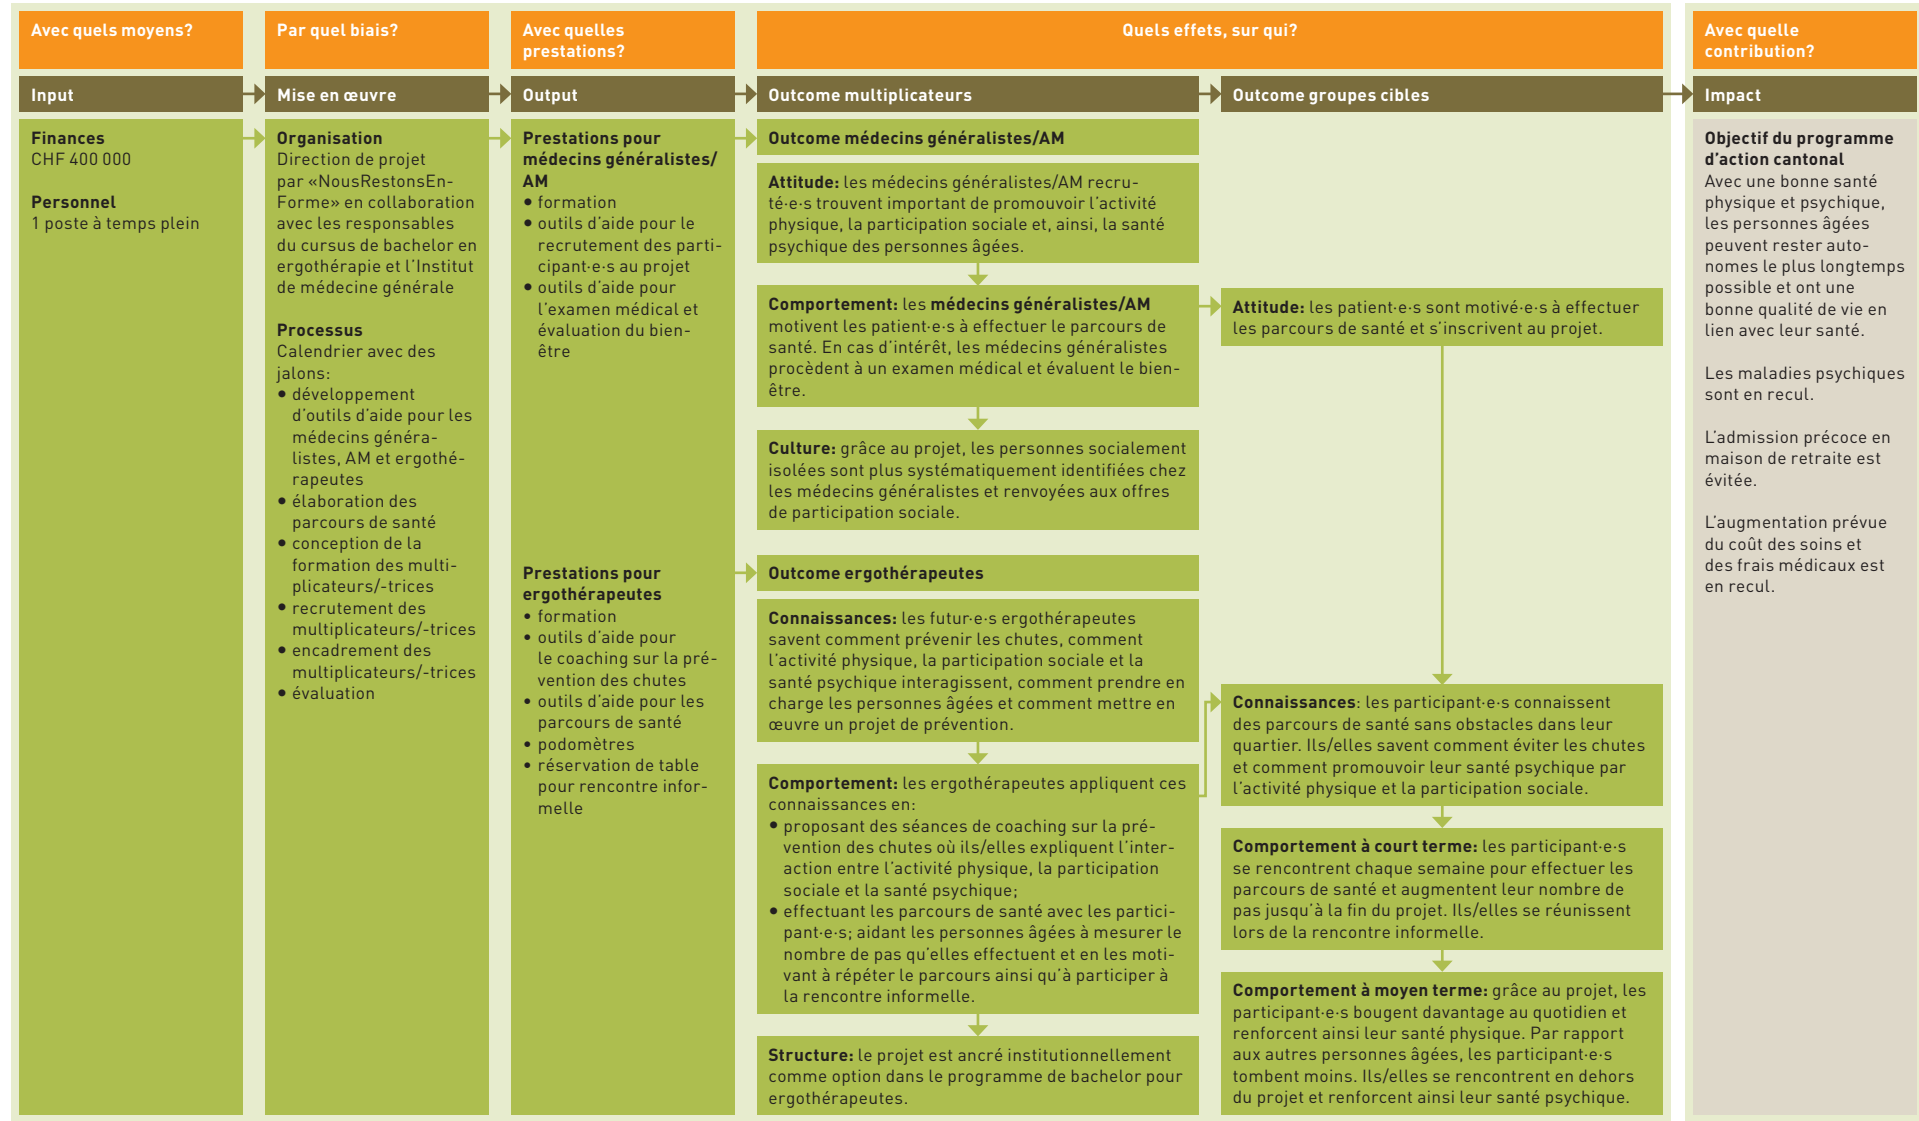 Avec quels moyens?
Par quel biais?
Avec quelles
prestations?
Quels effets, sur qui?
Avec quelle
contribution?
Input
Mise en œuvre
Output
Outcome multiplicateurs
Outcome groupes cibles
Impact
Finances
CHF 400 000
Personnel
1 poste à temps plein
Organisation
Direction de projet
par «NousRestonsEn-
Forme» en collaboration
avec les responsables
du cursus de bachelor en
ergothérapie et l'Institut
de médecine générale
Processus
Calendrier avec des
jalons:
• développement
d'outils d'aide pour les
médecins généra-
listes, AM et ergothé-
rapeutes
• élaboration des
parcours de santé
• conception de la
formation des multi-
plicateurs/-trices
• recrutement des
multiplicateurs/-trices
• encadrement des
multiplicateurs/-trices
• évaluation
Prestations pour
médecins généralistes/
AM
• formation
• outils d'aide pour le
recrutement des parti-
cipant·e·s au projet
• outils d'aide pour
l'examen médical et
évaluation du bien-
être
Prestations pour
ergothérapeutes
• formation
• outils d'aide pour
le coaching sur la pré-
vention des chutes
• outils d'aide pour les
parcours de santé
• podomètres
• réservation de table
pour rencontre infor-
melle
Outcome médecins généralistes/AM
Attitude: les médecins généralistes/AM recru-
té·e·s trouvent important de promouvoir l'activité
physique, la participation sociale et, ainsi, la santé
psychique des personnes âgées.
Comportement: les médecins généralistes/AM
motivent les patient·e·s à effectuer le parcours de
santé. En cas d'intérêt, les médecins généralistes
procèdent à un examen médical et évaluent le bien-
être.
Culture: grâce au projet, les personnes socialement
isolées sont plus systématiquement identifiées chez
les médecins généralistes et renvoyées aux offres
de participation sociale.
Outcome ergothérapeutes
Connaissances: les futur·e·s ergothérapeutes
savent comment prévenir les chutes, comment
l'activité physique, la participation sociale et la
santé psychique interagissent, comment prendre en
charge les personnes âgées et comment mettre en
œuvre un projet de prévention.
Comportement: les ergothérapeutes appliquent ces
connaissances en:
• proposant des séances de coaching sur la pré-
vention des chutes où ils/elles expliquent l'inter-
action entre l'activité physique, la participation
sociale et la santé psychique;
• effectuant les parcours de santé avec les partici-
pant·e·s; aidant les personnes âgées à mesurer le
nombre de pas qu'elles effectuent et en les moti-
vant à répéter le parcours ainsi qu'à participer à
la rencontre informelle.
Structure: le projet est ancré institutionnellement
comme option dans le programme de bachelor pour
ergothérapeutes.
Attitude: les patient·e·s sont motivé·e·s à effectuer
les parcours de santé et s'inscrivent au projet.
Connaissances: les participant·e·s connaissent
des parcours de santé sans obstacles dans leur
quartier. Ils/elles savent comment éviter les chutes
et comment promouvoir leur santé psychique par
l'activité physique et la participation sociale.
Comportement à court terme: les participant·e·s
se rencontrent chaque semaine pour effectuer les
parcours de santé et augmentent leur nombre de
pas jusqu'à la fin du projet. Ils/elles se réunissent
lors de la rencontre informelle.
Comportement à moyen terme: grâce au projet, les
participant·e·s bougent davantage au quotidien et
renforcent ainsi leur santé physique. Par rapport
aux autres personnes âgées, les participant·e·s
tombent moins. Ils/elles se rencontrent en dehors
du projet et renforcent ainsi leur santé psychique.
Objectif du programme
d'action cantonal
Avec une bonne santé
physique et psychique,
les personnes âgées
peuvent rester auto-
nomes le plus longtemps
possible et ont une
bonne qualité de vie en
lien avec leur santé.
Les maladies psychiques
sont en recul.
L'admission précoce en
maison de retraite est
évitée.
L'augmentation prévue
du coût des soins et
des frais médicaux est
en recul.